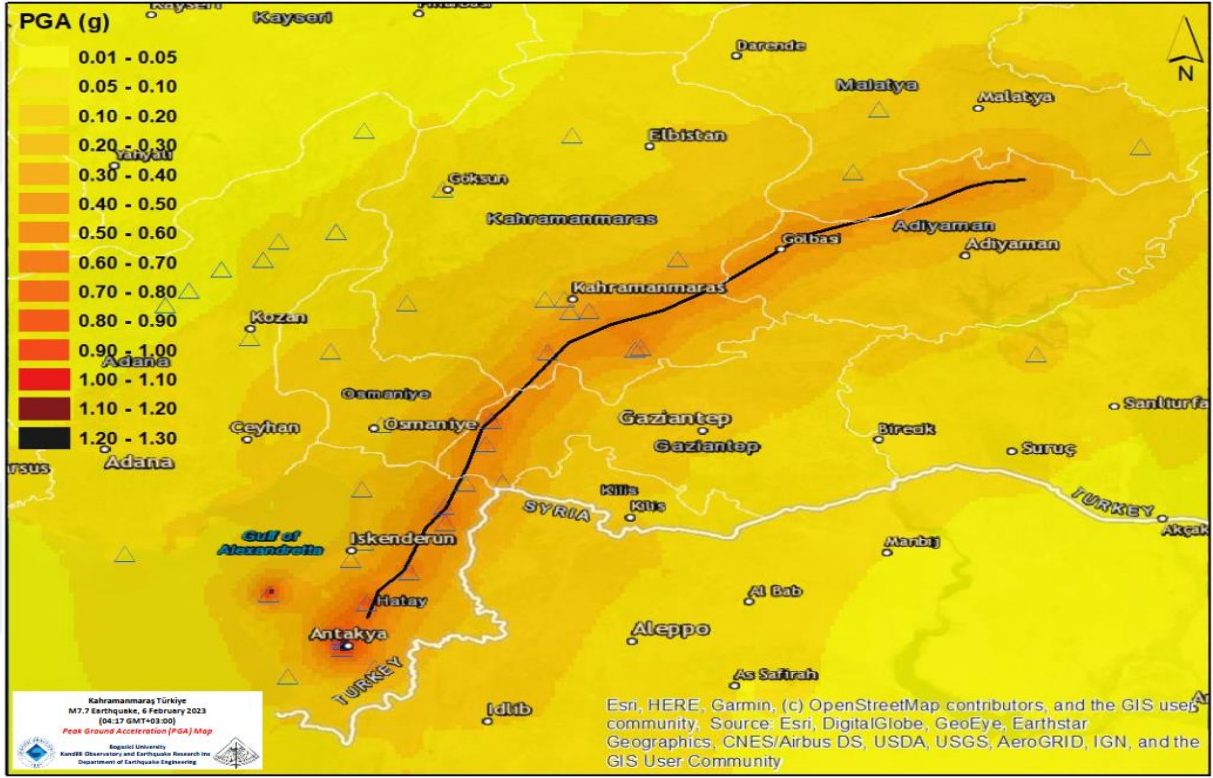 PGA (g)
0.01 - 0.05
0.05 - 0.10
0.10 - 0.20
0.20 - 0.30
0.30 - 0.40
0.40 - 0.50
0.50 - 0.60
0.60 - 0.70
0.70 - 0.80
0.80 - 0.90
0.90 - 1.00
1.00 - 1.10
1.10 - 1.20
1.20 - 1.30
Kayseri
Kayseri
N
Darende
Malatya
Malatya
Elbistan
Yahyali
Göksun
Kahramanmaras
Adiyaman
Gölbasi
Adiyaman
Kahramanmaras
Kozan
Adana
Osmaniye
Sanliurfa
Ceyhan
Osmaniye
Gaziantep
Gaziantep
Birecik
Suruç
Adana
Kilis
Kilis
SYRIA
TURKEY
Gulf of
Alexandretta
Iskenderun
Manbij
Hatay
Al Bab
Antakya
Aleppo
TURKEY
As Safirah
Idlib
Kahramanmaraş Türkiye
M7.7 Earthquake, 6 February 2023
(04:17 GMT+03:00)
Peak Ground Acceleration (PGA) Map
Bogazici University
Kandilli Observatory and Earthquake Research Ins
Department of Earthquake Engineering
Esri, HERE, Garmin, (c) OpenStreetMap contributors, and the GIS user
community, Source: Esri, DigitalGlobe, GeoEye, Earthstar
Geographics, CNES/Airbus DS, USDA, USGS, AeroGRID, IGN, and the
GIS User Community